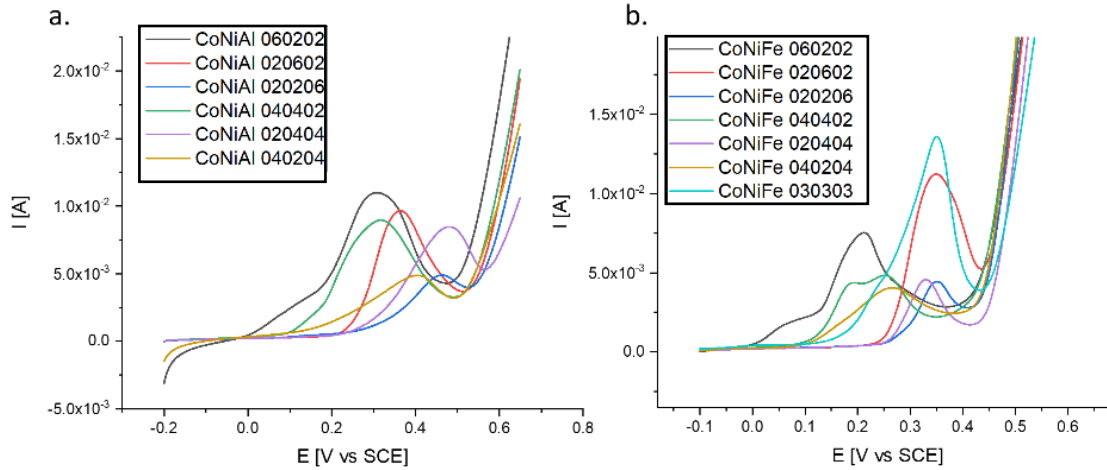 a.
CoNiAl 060202
CoNiAl 020602
CoNiAl 020206
CoNiAl 040402
CoNiAl 020404
CoNiAl 040204
2.0x10-2
1.5x10-2
1.0x10-2
5.0x10-3
0.0
-5.0x10-3
I [A]
-0.2 0.0 0.2 0.4 0.6 0.8
E [V vs SCE]
b.
CoNiFe 060202
CoNiFe 020602
CoNiFe 020206
CoNiFe 040402
CoNiFe 020404
CoNiFe 040204
CoNiFe 030303
1.5x10-2
1.0x10-2
5.0x10-3
0.0
I [A]
-0.1 0.0 0.1 0.2 0.3 0.4 0.5 0.6
E [V vs SCE]